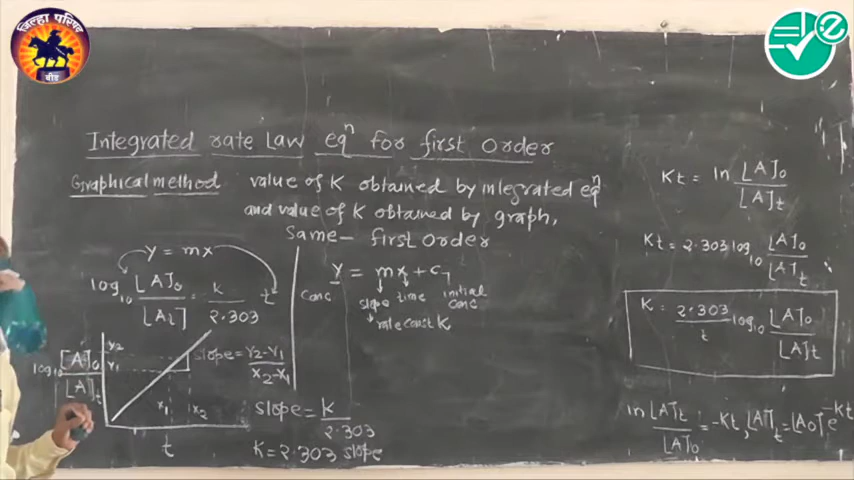 जिल्हा परिषद
बीड
e
Integrated rate Law eqⁿ for first Order
Graphical method value of K obtained by integrated eqⁿ
and value of K obtained by graph,
Same - first Order
y = mx
log₁₀ [A]₀/[At] = k/2.303 t
log₁₀ [A]₀/[A]t
Y₂
Y₁
x₁ x₂
t
slope = Y₂-Y₁/x₂-x₁
slope = K/2.303
K = 2.303 slope
y = mx + c
conc slope time initial conc
rate const K
Kt = ln [A]₀/[A]t
Kt = 2.303 log₁₀ [A]₀/[A]t
K = 2.303/t log₁₀ [A]₀/[A]t
ln [A]t/[A]₀ = -Kt, [A]t = [A₀] e^-Kt